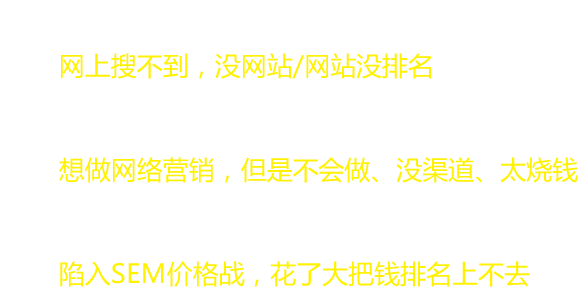 网上搜不到，没网站/网站没排名
想做网络营销，但是不会做、没渠道、太烧钱
陷入SEM价格战，花了大把钱排名上不去